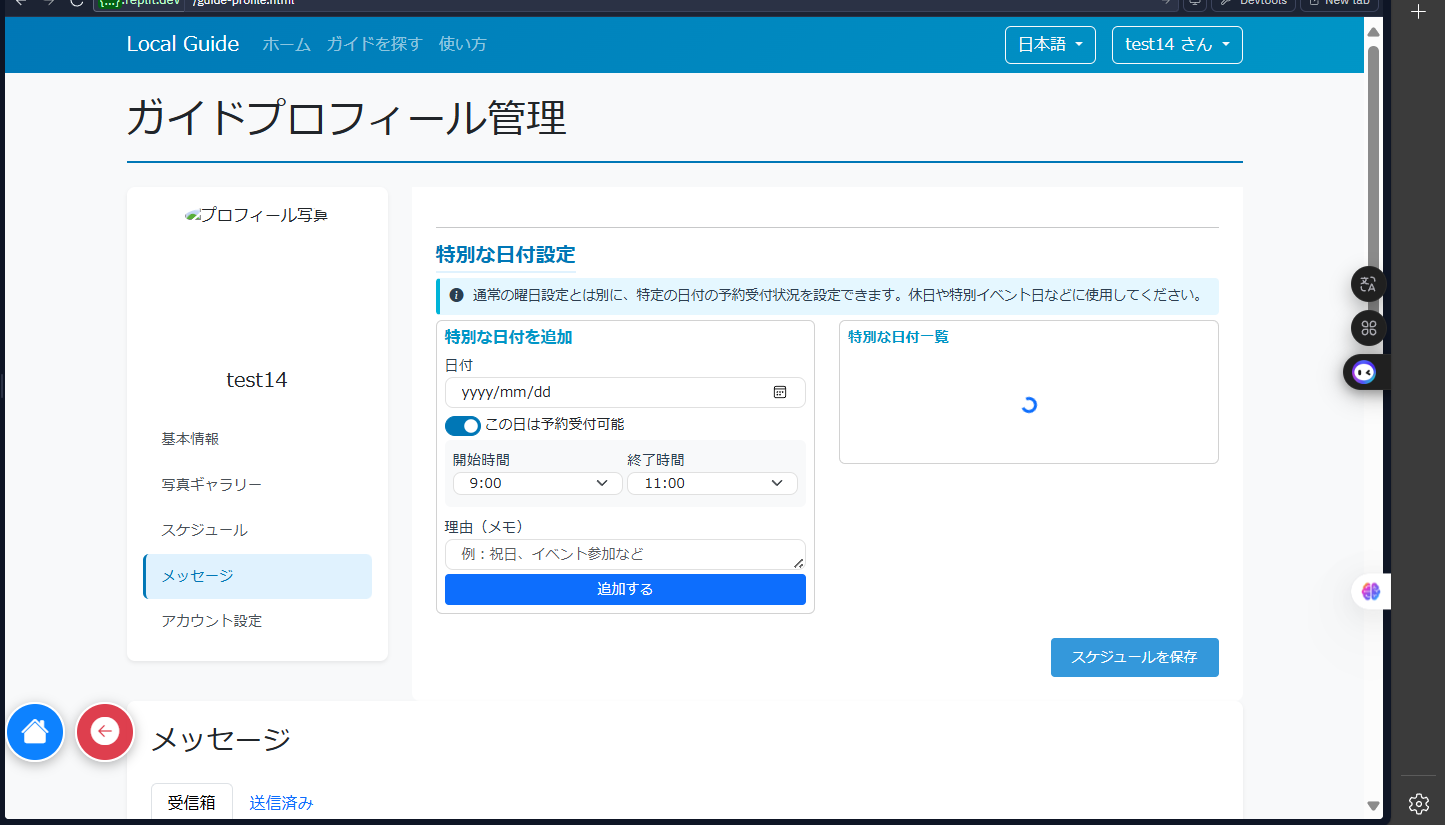 {...}.replit.dev /guide-profile.html Devtools New tab
Local Guide ホーム ガイドを探す 使い方 日本語 test14 さん
ガイドプロフィール管理
プロフィール写真
test14
基本情報
写真ギャラリー
スケジュール
メッセージ
アカウント設定
特別な日付設定
通常の曜日設定とは別に、特定の日付の予約受付状況を設定できます。休日や特別イベント日などに使用してください。
特別な日付を追加
日付
yyyy/mm/dd
この日は予約受付可能
開始時間 終了時間
9:00 11:00
理由（メモ）
例：祝日、イベント参加など
追加する
特別な日付一覧
スケジュールを保存
メッセージ
受信箱 送信済み